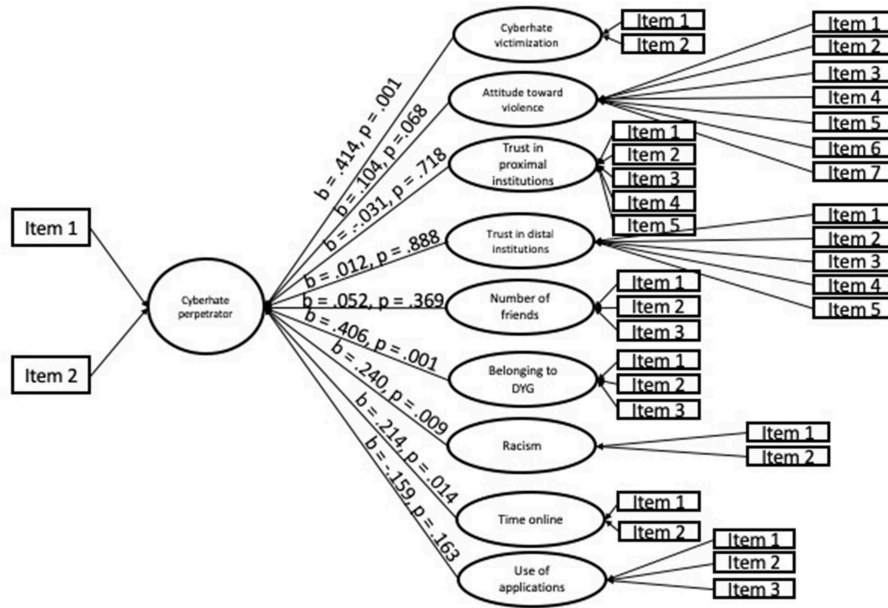 Item 1
Item 2
Cyberhate
perpetrator
b = .414, p = .001
b = .104, p = .068
b = -.031, p = .718
b = .012, p = .888
b = .052, p = .369
b = .406, p = .001
b = .240, p = .009
b = .214, p = .014
b = -.159, p = .163
Cyberhate
victimization
Item 1
Item 2
Attitude toward
violence
Item 1
Item 2
Item 3
Item 4
Item 5
Item 6
Item 7
Trust in
proximal
institutions
Item 1
Item 2
Item 3
Item 4
Item 5
Trust in distal
institutions
Item 1
Item 2
Item 3
Item 4
Item 5
Number of
friends
Item 1
Item 2
Item 3
Belonging to
DYG
Item 1
Item 2
Item 3
Racism
Item 1
Item 2
Time online
Item 1
Item 2
Use of
applications
Item 1
Item 2
Item 3